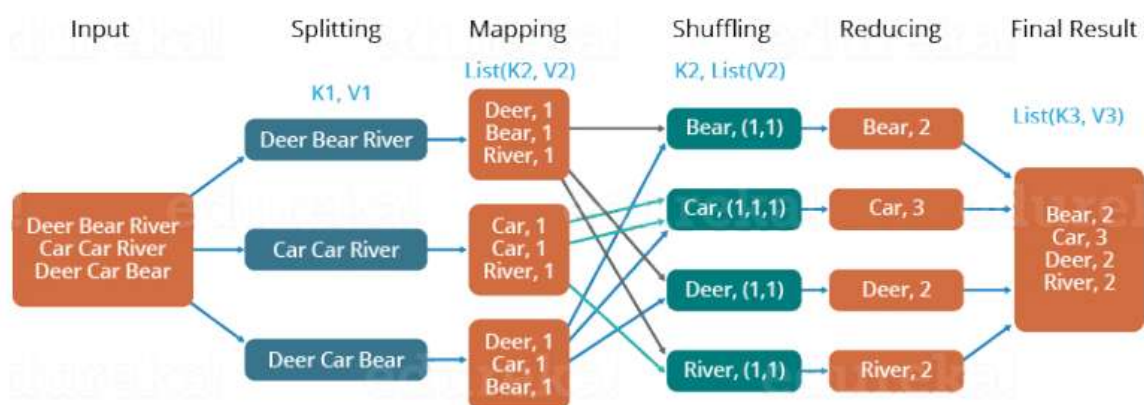 Input
Splitting
Mapping
Shuffling
Reducing
Final Result
K1, V1
List(K2, V2)
K2, List(V2)
List(K3, V3)
Deer Bear River
Car Car River
Deer Car Bear
Deer Bear River
Car Car River
Deer Car Bear
Deer, 1
Bear, 1
River, 1
Car, 1
Car, 1
River, 1
Deer, 1
Car, 1
Bear, 1
Bear, (1,1)
Car, (1,1,1)
Deer, (1,1)
River, (1,1)
Bear, 2
Car, 3
Deer, 2
River, 2
Bear, 2
Car, 3
Deer, 2
River, 2